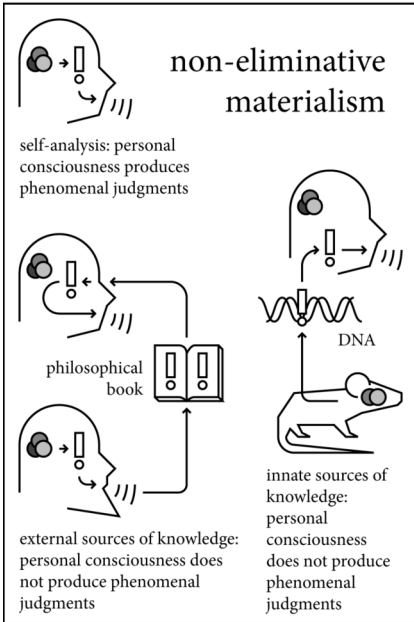 non-eliminative
materialism
self-analysis: personal
consciousness produces
phenomenal judgments
philosophical
book
external sources of knowledge:
personal consciousness does
not produce phenomenal
judgments
DNA
innate sources of
knowledge:
personal
consciousness
does not produce
phenomenal
judgments